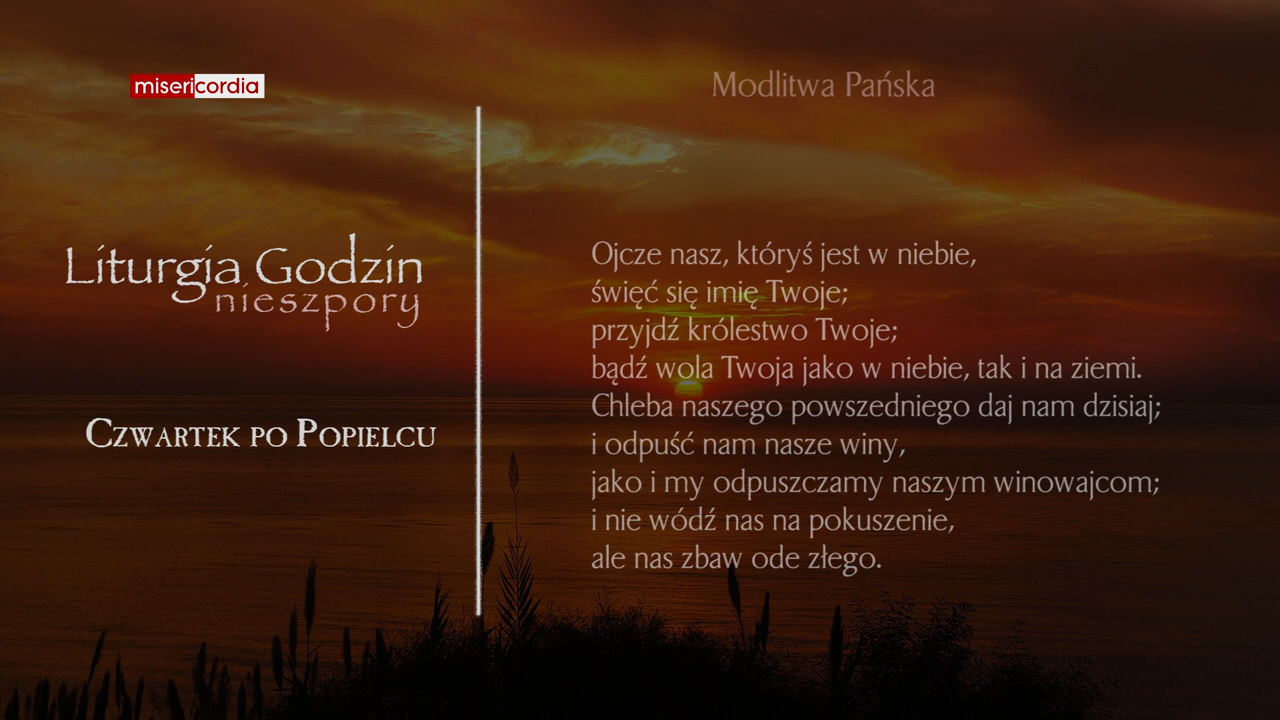 misericordia
Liturgia Godzin
nieszpory
Czwartek po Popielcu
Modlitwa Pańska
Ojcze nasz, któryś jest w niebie,
święć się imię Twoje;
przyjdź królestwo Twoje;
bądź wola Twoja jako w niebie, tak i na ziemi.
Chleba naszego powszedniego daj nam dzisiaj;
i odpuść nam nasze winy,
jako i my odpuszczamy naszym winowajcom;
i nie wódź nas na pokuszenie,
ale nas zbaw ode złego.